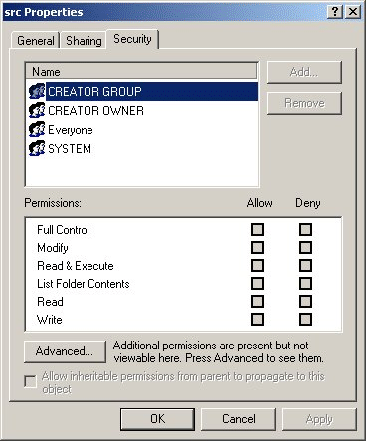 src Properties
General Sharing Security
Name
CREATOR GROUP
CREATOR OWNER
Everyone
SYSTEM
Add...
Remove
Permissions: Allow Deny
Full Contro
Modify
Read & Execute
List Folder Contents
Read
Write
Advanced... Additional permissions are present but not
viewable here. Press Advanced to see them.
Allow inheritable permissions from parent to propagate to this
object
OK Cancel Apply